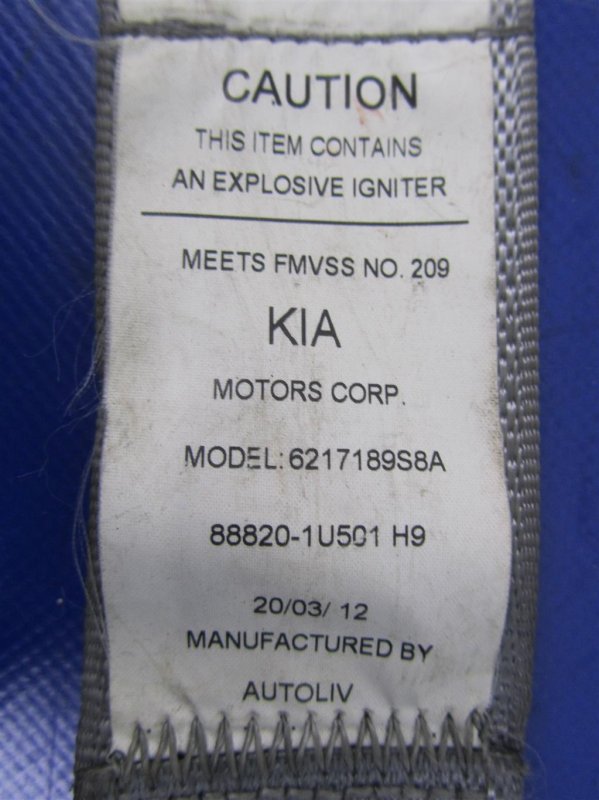 CAUTION
THIS ITEM CONTAINS
AN EXPLOSIVE IGNITER
MEETS FMVSS NO. 209
KIA
MOTORS CORP.
MODEL: 6217189S8A
88820-1U501 H9
20/03/ 12
MANUFACTURED BY
AUTOLIV